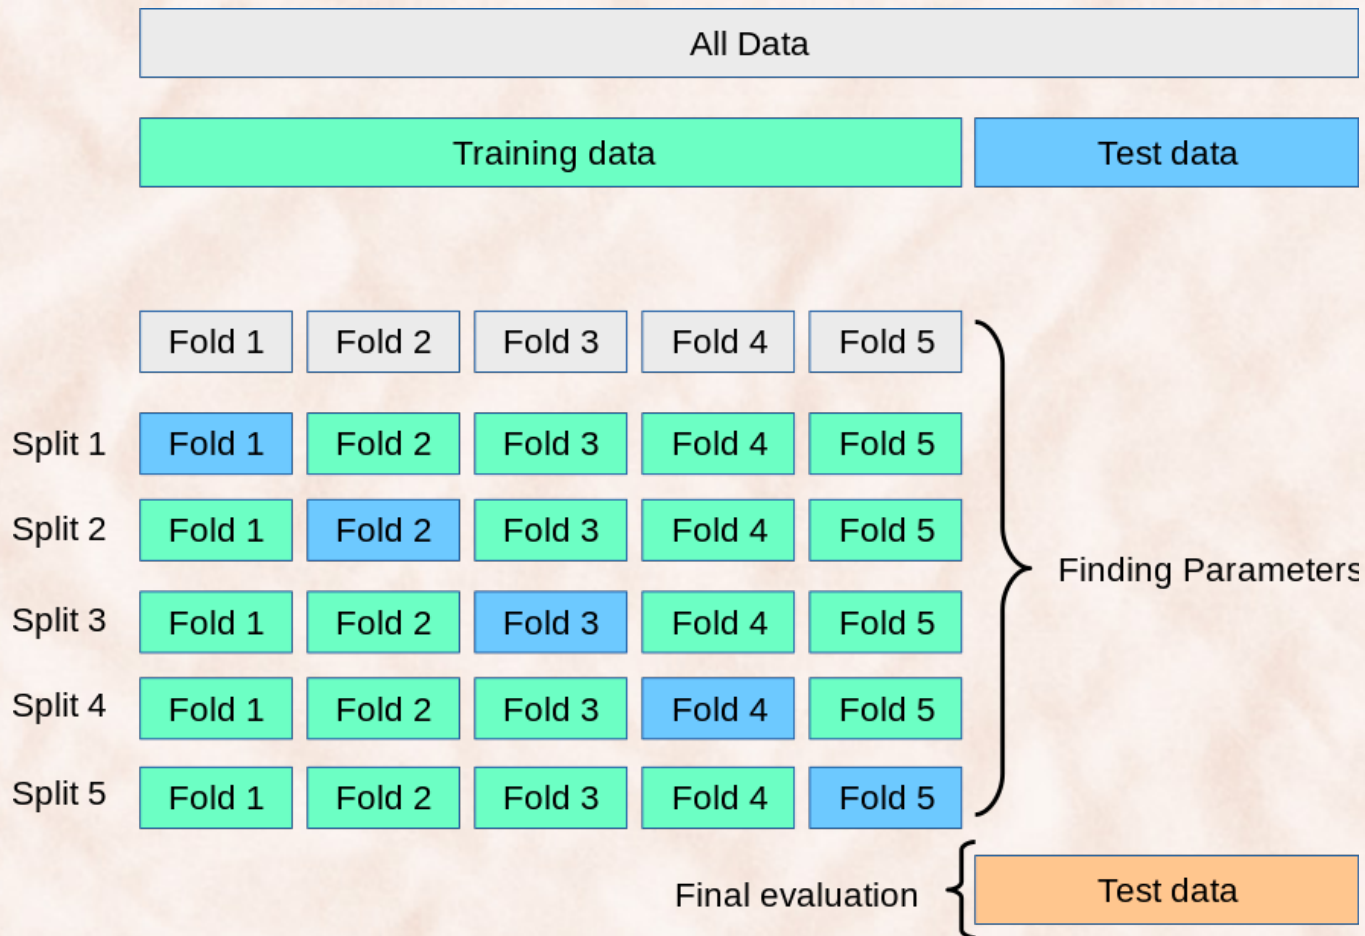 All Data
Training data Test data
Fold 1 Fold 2 Fold 3 Fold 4 Fold 5
Split 1 Fold 1 Fold 2 Fold 3 Fold 4 Fold 5
Split 2 Fold 1 Fold 2 Fold 3 Fold 4 Fold 5
Finding Parameters
Split 3 Fold 1 Fold 2 Fold 3 Fold 4 Fold 5
Split 4 Fold 1 Fold 2 Fold 3 Fold 4 Fold 5
Split 5 Fold 1 Fold 2 Fold 3 Fold 4 Fold 5
Final evaluation Test data